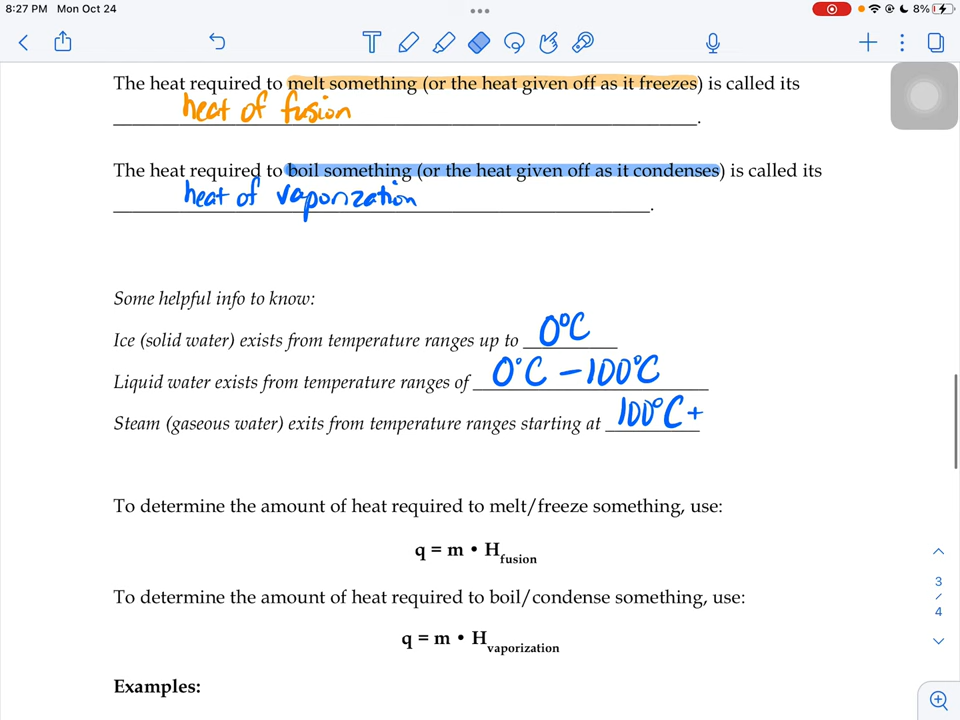 8:27 PM Mon Oct 24
8%
The heat required to melt something (or the heat given off as it freezes) is called its
heat of fusion
________________________________.
The heat required to boil something (or the heat given off as it condenses) is called its
heat of vaporization
________________________________.
Some helpful info to know:
Ice (solid water) exists from temperature ranges up to 0°C
Liquid water exists from temperature ranges of 0°C – 100°C
Steam (gaseous water) exits from temperature ranges starting at 100°C +
To determine the amount of heat required to melt/freeze something, use:
q = m • H fusion
3 / 4
To determine the amount of heat required to boil/condense something, use:
q = m • H vaporization
Examples: